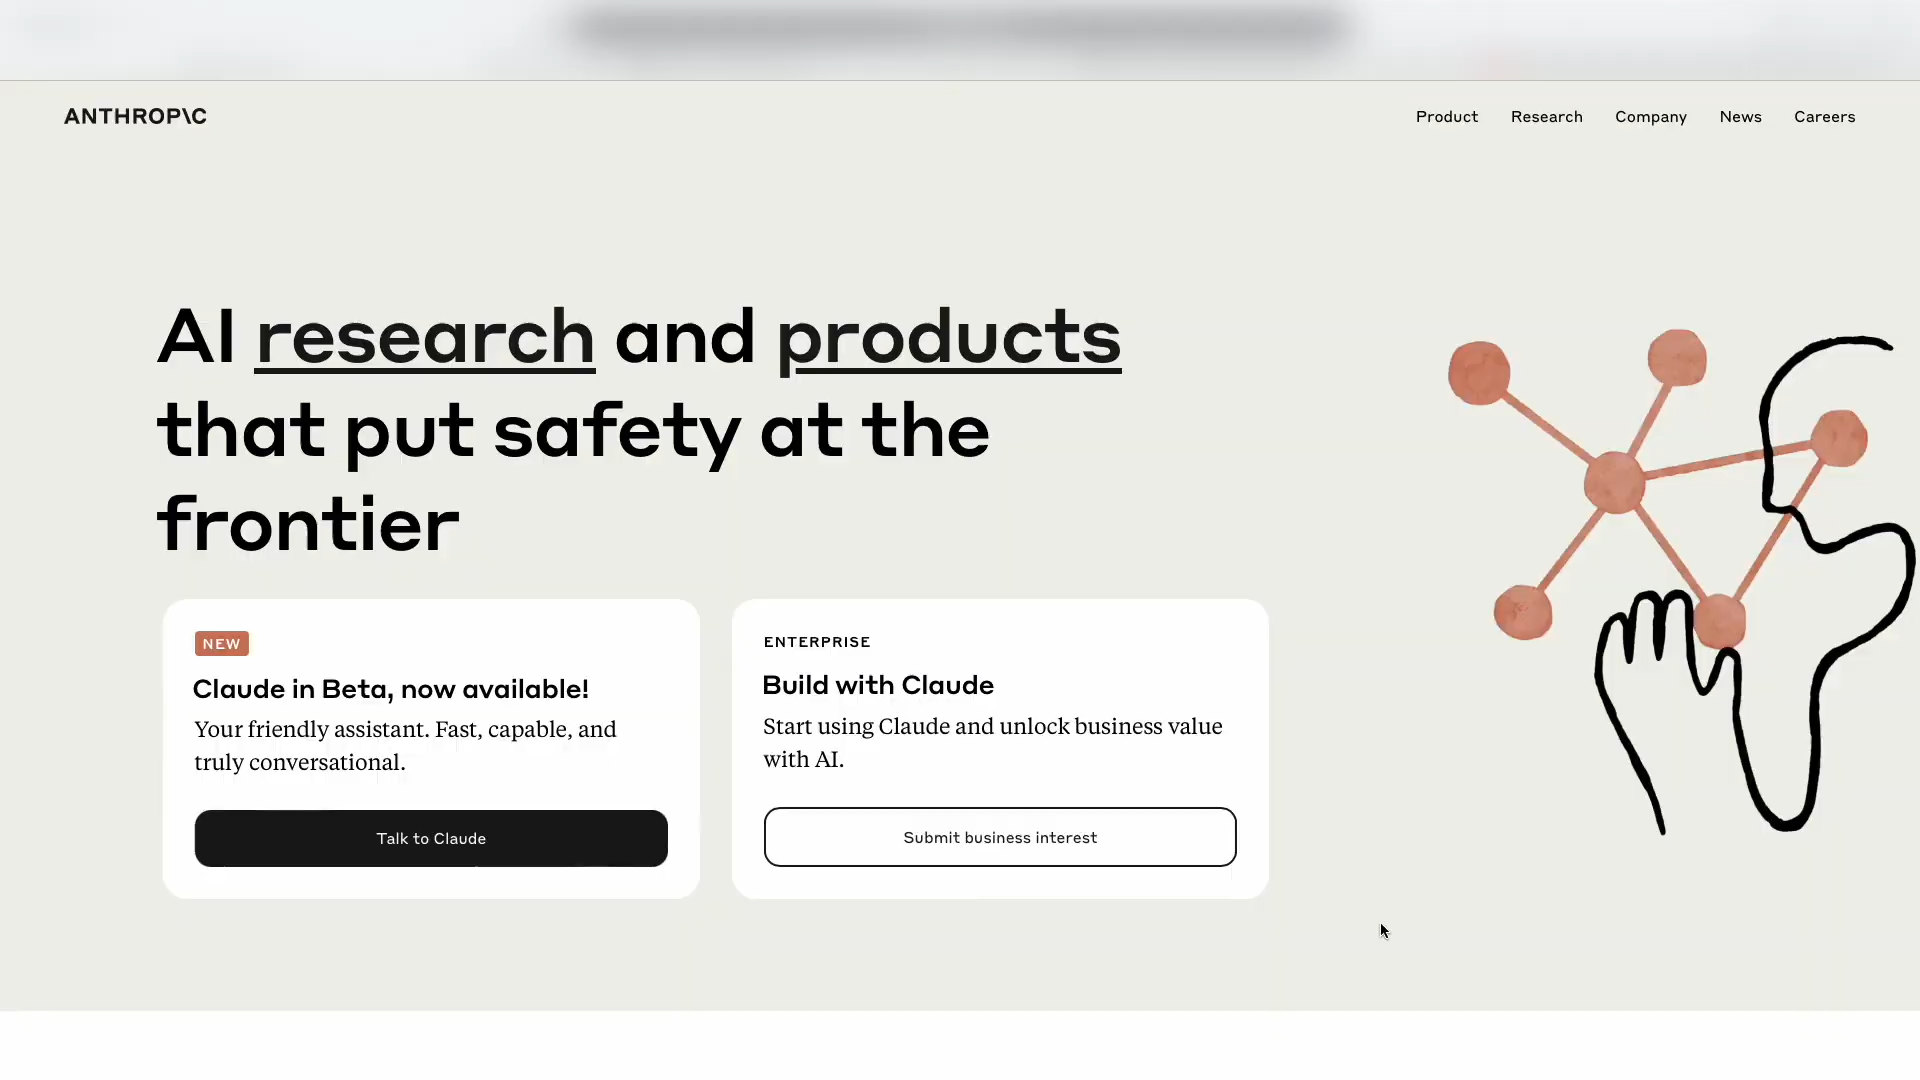 ANTHROP\C
Product Research Company News Careers
AI research and products
that put safety at the
frontier
NEW
Claude in Beta, now available!
Your friendly assistant. Fast, capable, and
truly conversational.
Talk to Claude
ENTERPRISE
Build with Claude
Start using Claude and unlock business value
with AI.
Submit business interest